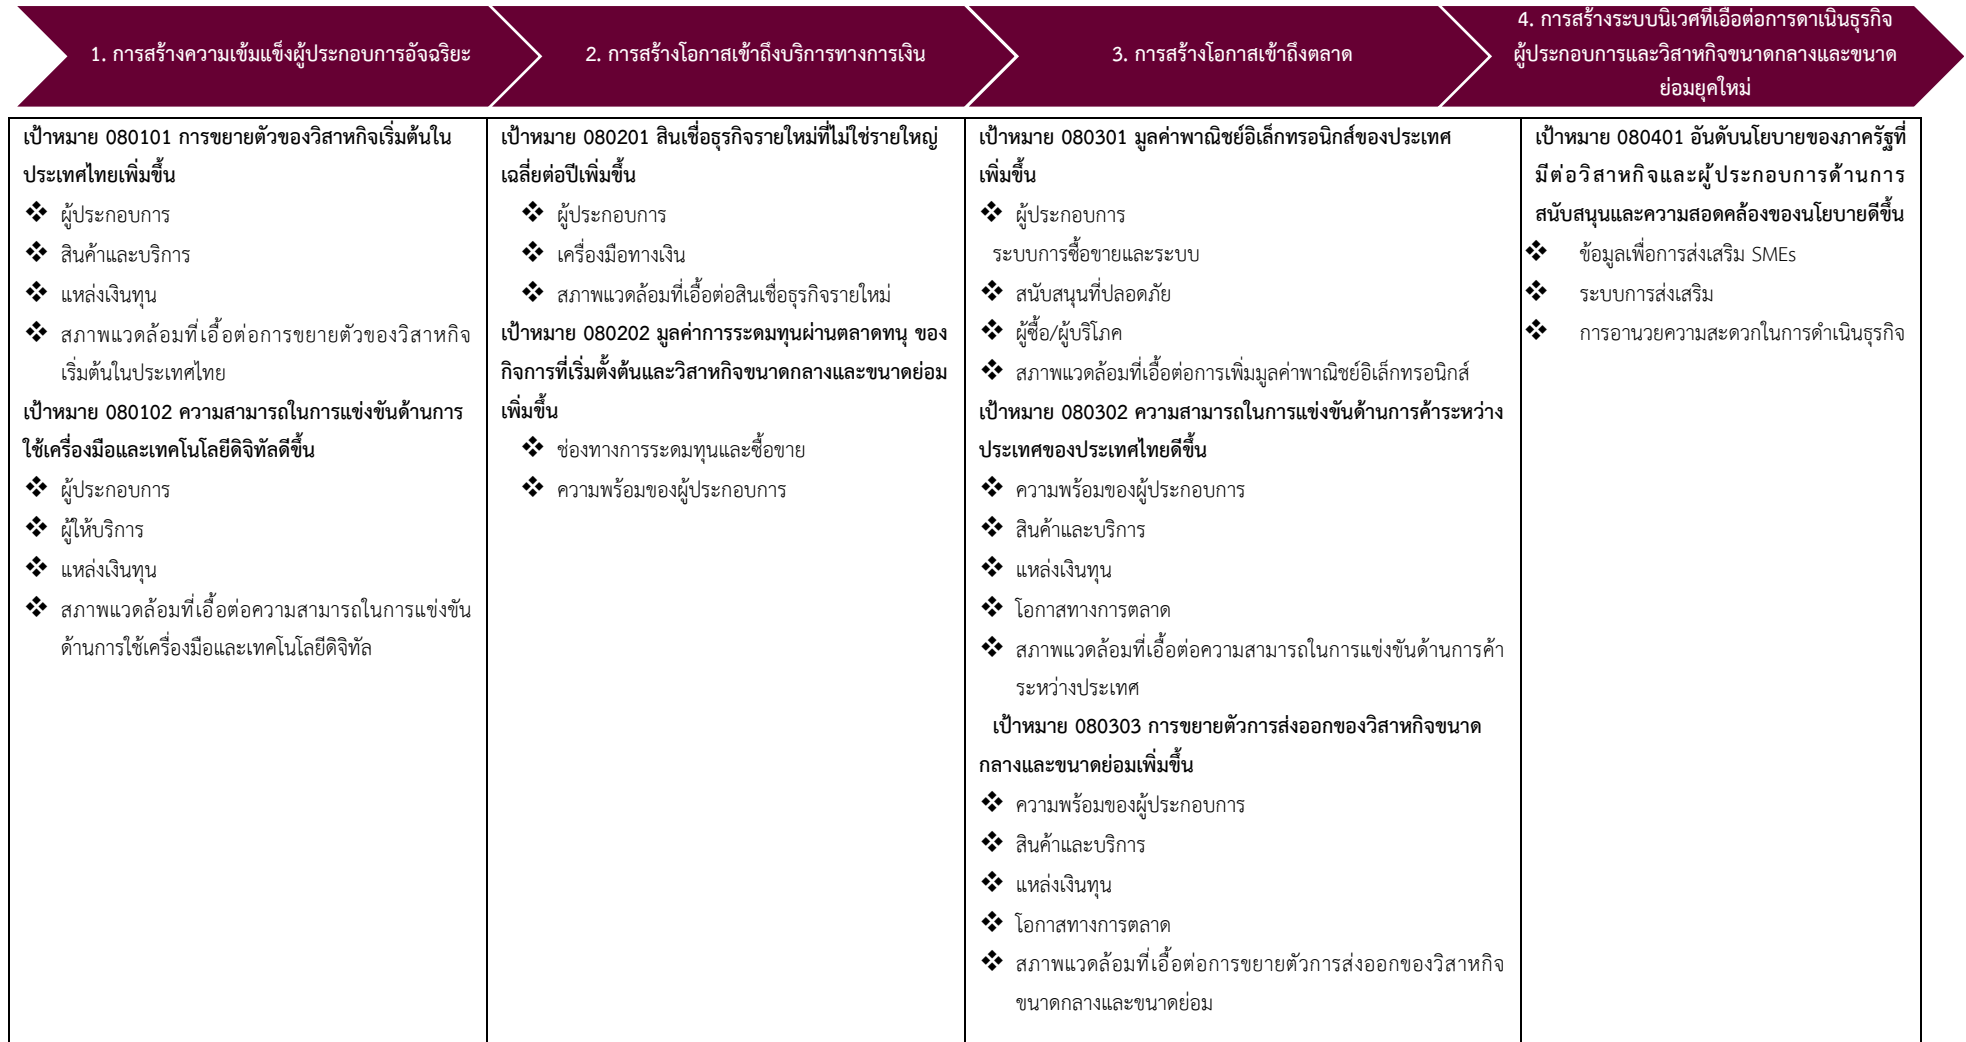 1. การสร้างความเข้มแข็งผู้ประกอบการอัจฉริยะ
2. การสร้างโอกาสเข้าถึงบริการทางการเงิน
3. การสร้างโอกาสเข้าถึงตลาด
4. การสร้างระบบนิเวศที่เอื้อต่อการดาเนินธุรกิจ
ผู้ประกอบการและวิสาหกิจขนาดกลางและขนาด
ย่อมยุคใหม่
เป้าหมาย 080101 การขยายตัวของวิสาหกิจเริ่มต้นใน
ประเทศไทยเพิ่มขึ้น
❖ ผู้ประกอบการ
❖ สินค้าและบริการ
❖ แหล่งเงินทุน
❖ สภาพแวดล้อมที่เอื้อต่อการขยายตัวของวิสาหกิจ
เริ่มต้นในประเทศไทย
เป้าหมาย 080102 ความสามารถในการแข่งขันด้านการ
ใช้เครื่องมือและเทคโนโลยีดิจิทัลดีขึ้น
❖ ผู้ประกอบการ
❖ ผู้ให้บริการ
❖ แหล่งเงินทุน
❖ สภาพแวดล้อมที่เอื้อต่อความสามารถในการแข่งขัน
ด้านการใช้เครื่องมือและเทคโนโลยีดิจิทัล
เป้าหมาย 080201 สินเชื่อธุรกิจรายใหม่ที่ไม่ใช่รายใหญ่
เฉลี่ยต่อปีเพิ่มขึ้น
❖ ผู้ประกอบการ
❖ เครื่องมือทางเงิน
❖ สภาพแวดล้อมที่เอื้อต่อสินเชื่อธุรกิจรายใหม่
เป้าหมาย 080202 มูลค่าการระดมทุนผ่านตลาดทนุ ของ
กิจการที่เริ่มตั้งต้นและวิสาหกิจขนาดกลางและขนาดย่อม
เพิ่มขึ้น
❖ ช่องทางการระดมทุนและซื้อขาย
❖ ความพร้อมของผู้ประกอบการ
เป้าหมาย 080301 มูลค่าพาณิชย์อิเล็กทรอนิกส์ของประเทศ
เพิ่มขึ้น
❖ ผู้ประกอบการ
ระบบการซื้อขายและระบบ
❖ สนับสนุนที่ปลอดภัย
❖ ผู้ซื้อ/ผู้บริโภค
❖ สภาพแวดล้อมที่เอื้อต่อการเพิ่มมูลค่าพาณิชย์อิเล็กทรอนิกส์
เป้าหมาย 080302 ความสามารถในการแข่งขันด้านการค้าระหว่าง
ประเทศของประเทศไทยดีขึ้น
❖ ความพร้อมของผู้ประกอบการ
❖ สินค้าและบริการ
❖ แหล่งเงินทุน
❖ โอกาสทางการตลาด
❖ สภาพแวดล้อมที่เอื้อต่อความสามารถในการแข่งขันด้านการค้า
ระหว่างประเทศ
เป้าหมาย 080303 การขยายตัวการส่งออกของวิสาหกิจขนาด
กลางและขนาดย่อมเพิ่มขึ้น
❖ ความพร้อมของผู้ประกอบการ
❖ สินค้าและบริการ
❖ แหล่งเงินทุน
❖ โอกาสทางการตลาด
❖ สภาพแวดล้อมที่เอื้อต่อการขยายตัวการส่งออกของวิสาหกิจ
ขนาดกลางและขนาดย่อม
เป้าหมาย 080401 อันดับนโยบายของภาครัฐที่
มีต่อวิสาหกิจและผู้ประกอบการด้านการ
สนับสนุนและความสอดคล้องของนโยบายดีขึ้น
❖ ข้อมูลเพื่อการส่งเสริม SMEs
❖ ระบบการส่งเสริม
❖ การอานวยความสะดวกในการดำเนินธุรกิจ